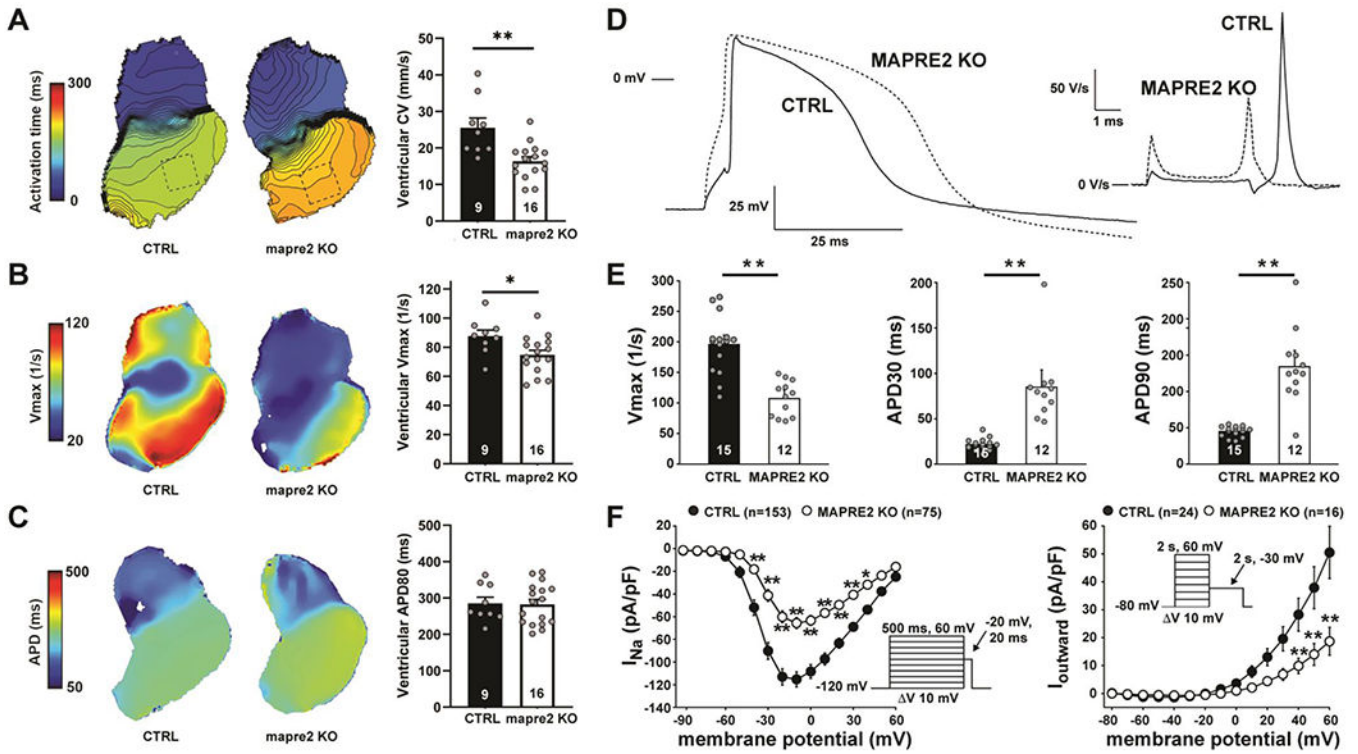 A
Activation time (ms)
300
0
CTRL
mapre2 KO
Ventricular CV (mm/s)
50
40
30
20
10
0
**
9
16
CTRL
mapre2 KO
B
Vmax (1/s)
120
20
CTRL
mapre2 KO
Ventricular Vmax (1/s)
120
100
80
60
40
20
0
*
9
16
CTRL
mapre2 KO
C
APD (ms)
500
50
CTRL
mapre2 KO
Ventricular APD80 (ms)
500
400
300
200
100
0
9
16
CTRL
mapre2 KO
D
0 mV
MAPRE2 KO
CTRL
25 mV
25 ms
CTRL
50 V/s
1 ms
MAPRE2 KO
0 V/s
E
Vmax (1/s)
300
250
200
150
100
50
0
**
15
12
CTRL
MAPRE2 KO
APD30 (ms)
200
150
100
50
0
**
15
12
CTRL
MAPRE2 KO
APD90 (ms)
250
200
250
200
50
0
**
15
12
CTRL
MAPRE2 KO
F
CTRL (n=153)
MAPRE2 KO (n=75)
INa (pA/pF)
20
0
-20
-40
-60
-80
-100
-120
-140
-90
-60
-30
0
30
60
membrane potential (mV)
**
**
**
**
**
**
**
**
*
500 ms, 60 mV
-20 mV,
20 ms
-120 mV
ΔV 10 mV
CTRL (n=24)
MAPRE2 KO (n=16)
Ioutward (pA/pF)
60
50
40
30
20
10
0
-80
-60
-40
-20
0
20
40
60
membrane potential (mV)
2 s, 60 mV
2 s, -30 mV
-80 mV
ΔV 10 mV
**
**
**